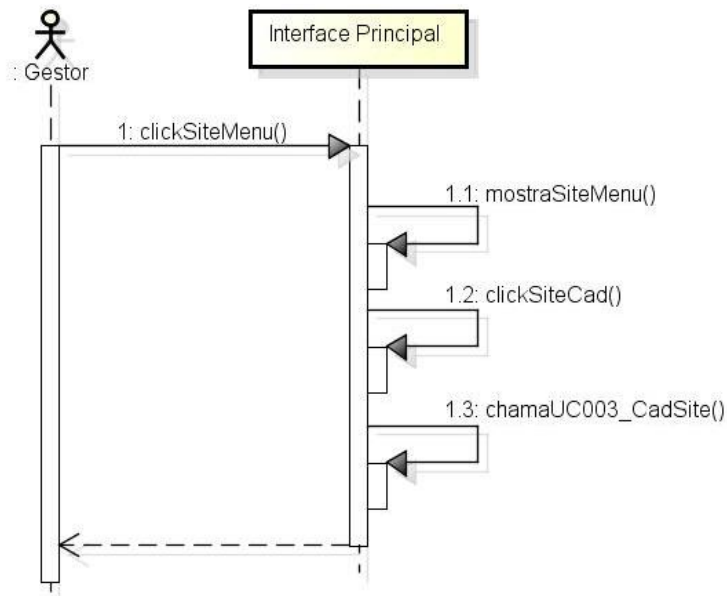 : Gestor
Interface Principal
1: clickSiteMenu()
1.1: mostraSiteMenu()
1.2: clickSiteCad()
1.3: chamaUC003_CadSite()